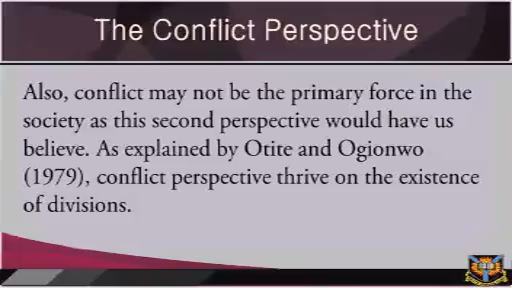 The Conflict Perspective
Also, conflict may not be the primary force in the
society as this second perspective would have us
believe. As explained by Otite and Ogionwo
(1979), conflict perspective thrive on the existence
of divisions.